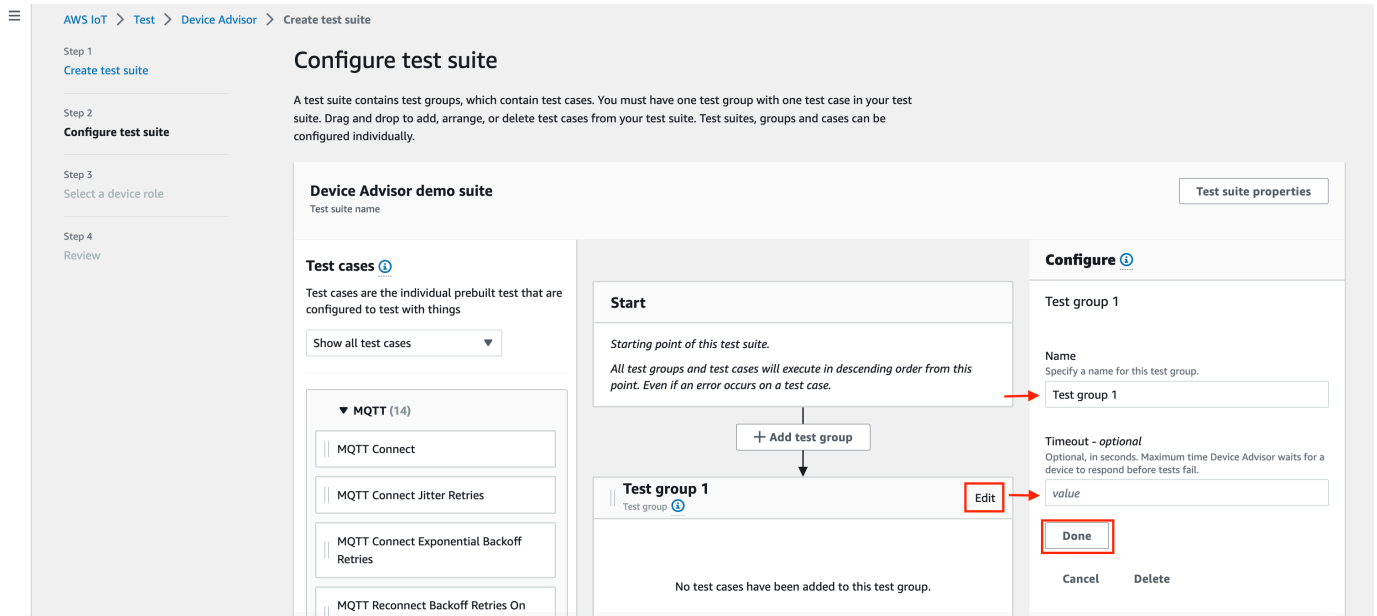 AWS IoT > Test > Device Advisor > Create test suite
Step 1
Create test suite
Step 2
Configure test suite
Step 3
Select a device role
Step 4
Review
Configure test suite
A test suite contains test groups, which contain test cases. You must have one test group with one test case in your test
suite. Drag and drop to add, arrange, or delete test cases from your test suite. Test suites, groups and cases can be
configured individually.
Device Advisor demo suite
Test suite name
Test suite properties
Test cases
Test cases are the individual prebuilt test that are
configured to test with things
Show all test cases
MQTT (14)
MQTT Connect
MQTT Connect Jitter Retries
MQTT Connect Exponential Backoff
Retries
MQTT Reconnect Backoff Retries On
Start
Starting point of this test suite.
All test groups and test cases will execute in descending order from this
point. Even if an error occurs on a test case.
+ Add test group
Test group 1
Test group
Edit
No test cases have been added to this test group.
Configure
Test group 1
Name
Specify a name for this test group.
Test group 1
Timeout - optional
Optional, in seconds. Maximum time Device Advisor waits for a
device to respond before tests fail.
value
Done
Cancel
Delete